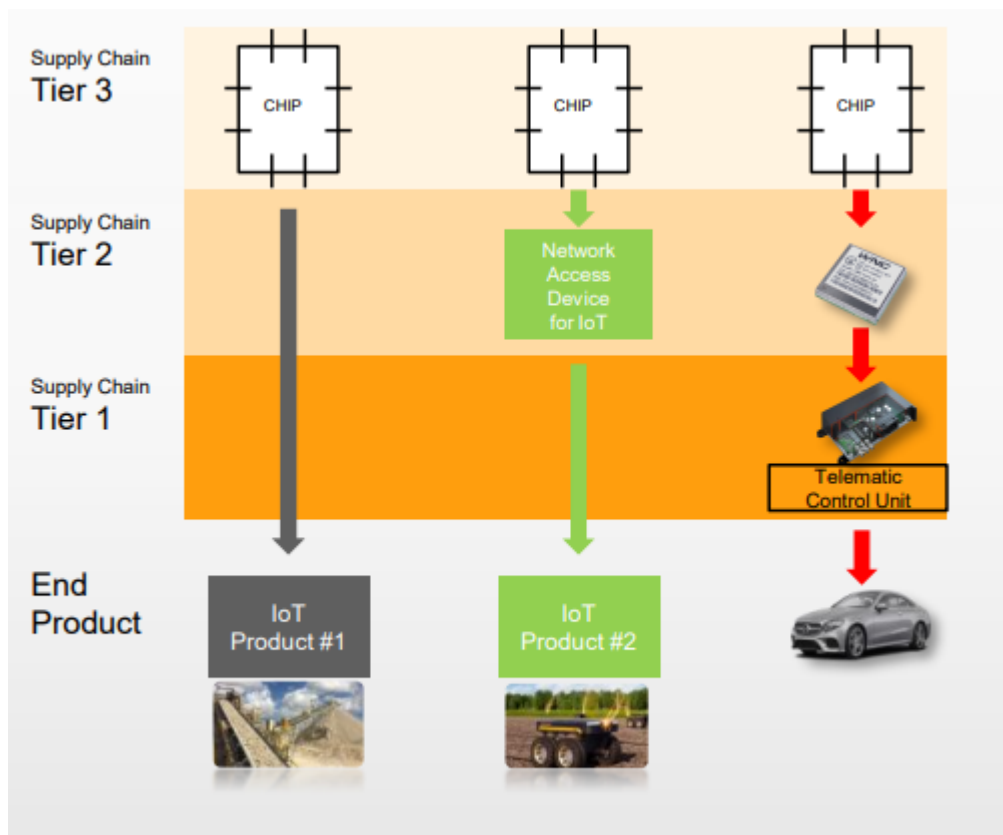 Supply Chain
Tier 3
CHIP
CHIP
CHIP
Supply Chain
Tier 2
Network
Access
Device
for IoT
WNC
Supply Chain
Tier 1
Telematic
Control Unit
End
Product
IoT
Product #1
IoT
Product #2